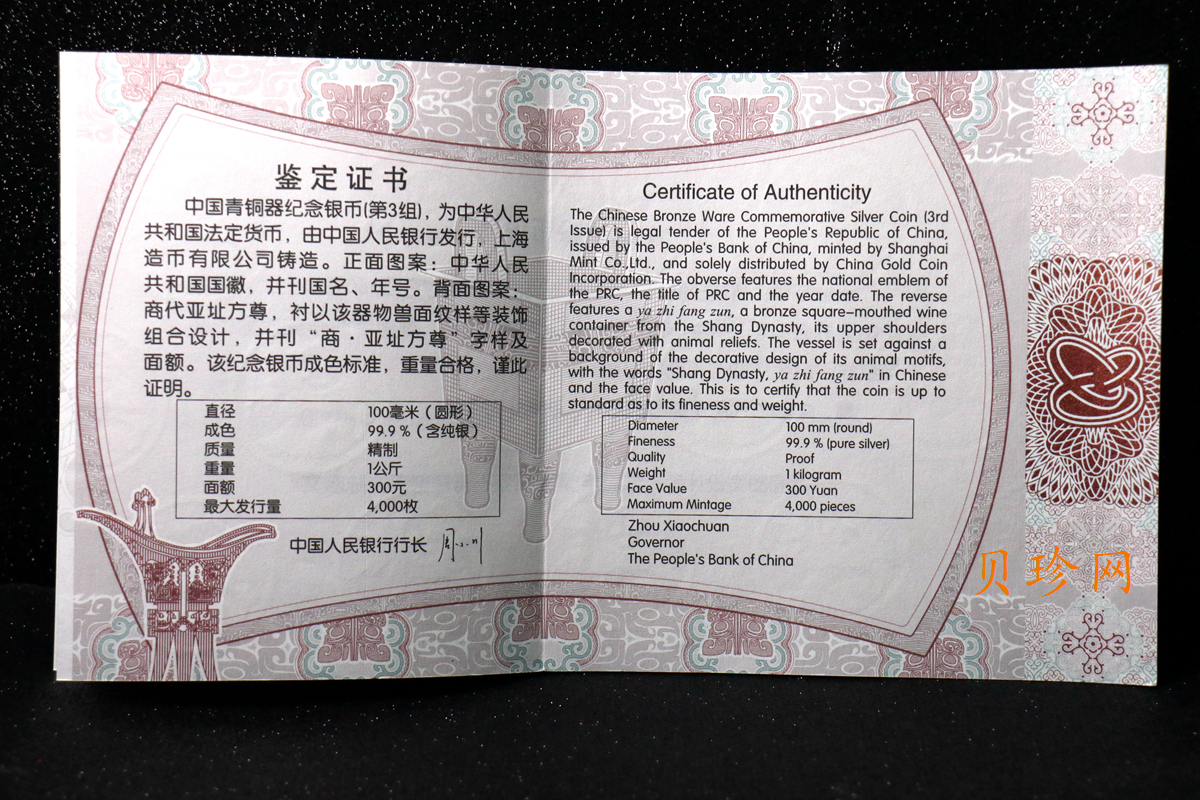 鉴定证书
中国青铜器纪念银币(第3组)，为中华人民
共和国法定货币，由中国人民银行发行，上海
造币有限公司铸造。正面图案：中华人民
共和国国徽，并刊国名、年号。背面图案：
商代亚址方尊，衬以该器物兽面纹样等装饰
组合设计，并刊“商·亚址方尊”字样及
面额。该纪念银币成色标准，重量合格，谨此
证明。
直径 100毫米（圆形）
成色 99.9％（含纯银）
质量 精制
重量 1公斤
面额 300元
最大发行量 4,000枚
中国人民银行行长
Certificate of Authenticity
The Chinese Bronze Ware Commemorative Silver Coin (3rd
Issue) is legal tender of the People's Republic of China,
issued by the People's Bank of China, minted by Shanghai
Mint Co.,Ltd., and solely distributed by China Gold Coin
Incorporation. The obverse features the national emblem of
the PRC, the title of PRC and the year date. The reverse
features a ya zhi fang zun, a bronze square-mouthed wine
container from the Shang Dynasty, its upper shoulders
decorated with animal reliefs. The vessel is set against a
background of the decorative design of its animal motifs,
with the words "Shang Dynasty, ya zhi fang zun" in Chinese
and the face value. This is to certify that the coin is up to
standard as to its fineness and weight.
Diameter 100 mm (round)
Fineness 99.9 % (pure silver)
Quality Proof
Weight 1 kilogram
Face Value 300 Yuan
Maximum Mintage 4,000 pieces
Zhou Xiaochuan
Governor
The People's Bank of China
贝珍网